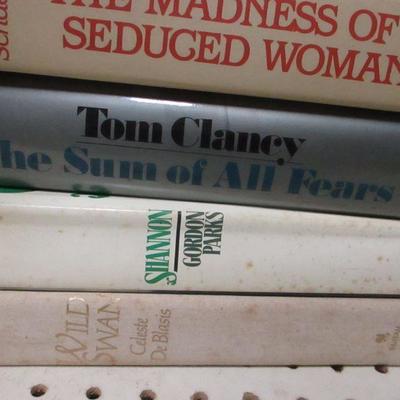 THE MADNESS OF
SEDUCED WOMAN
Tom Clancy
The Sum of All Fears
SHANNON
GORDON
PARKS
WILD
SWAN
Celeste
De Blasis